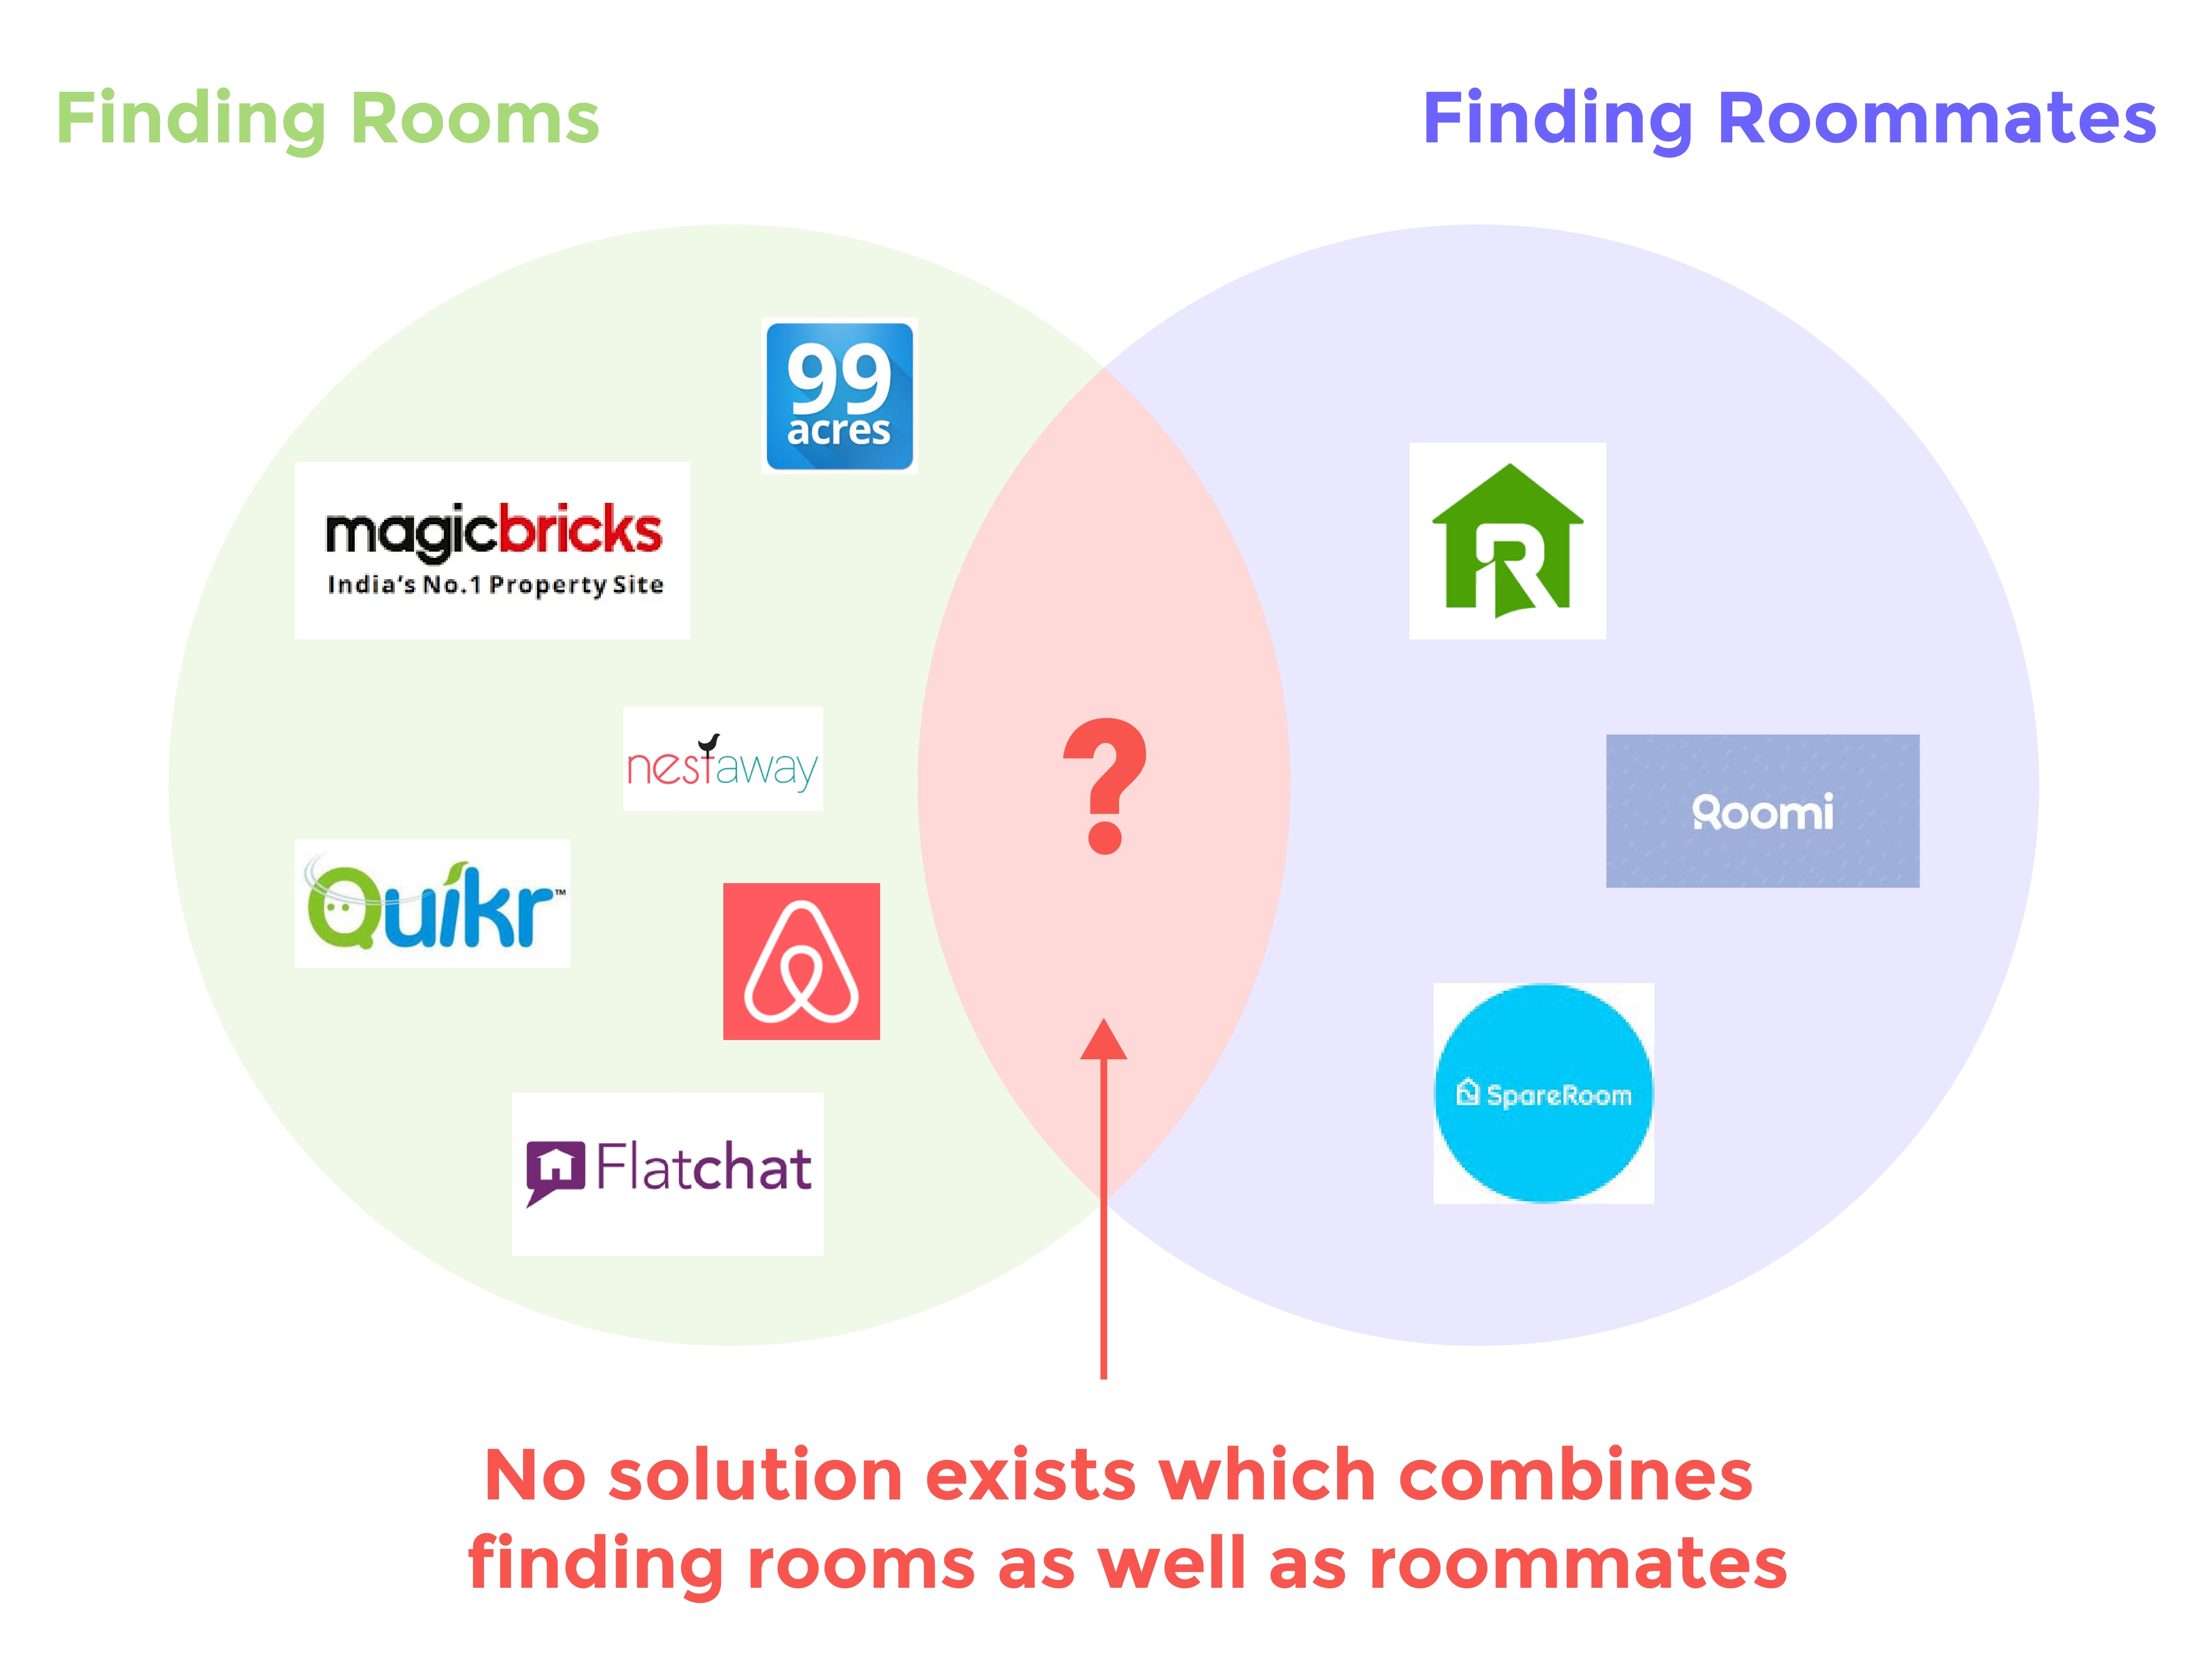 Finding Rooms
Finding Roommates
99
acres
magicbricks
India's No.1 Property Site
R
nestaway
Roomi
Quikr™
SpareRoom
Flatchat
?
No solution exists which combines
finding rooms as well as roommates